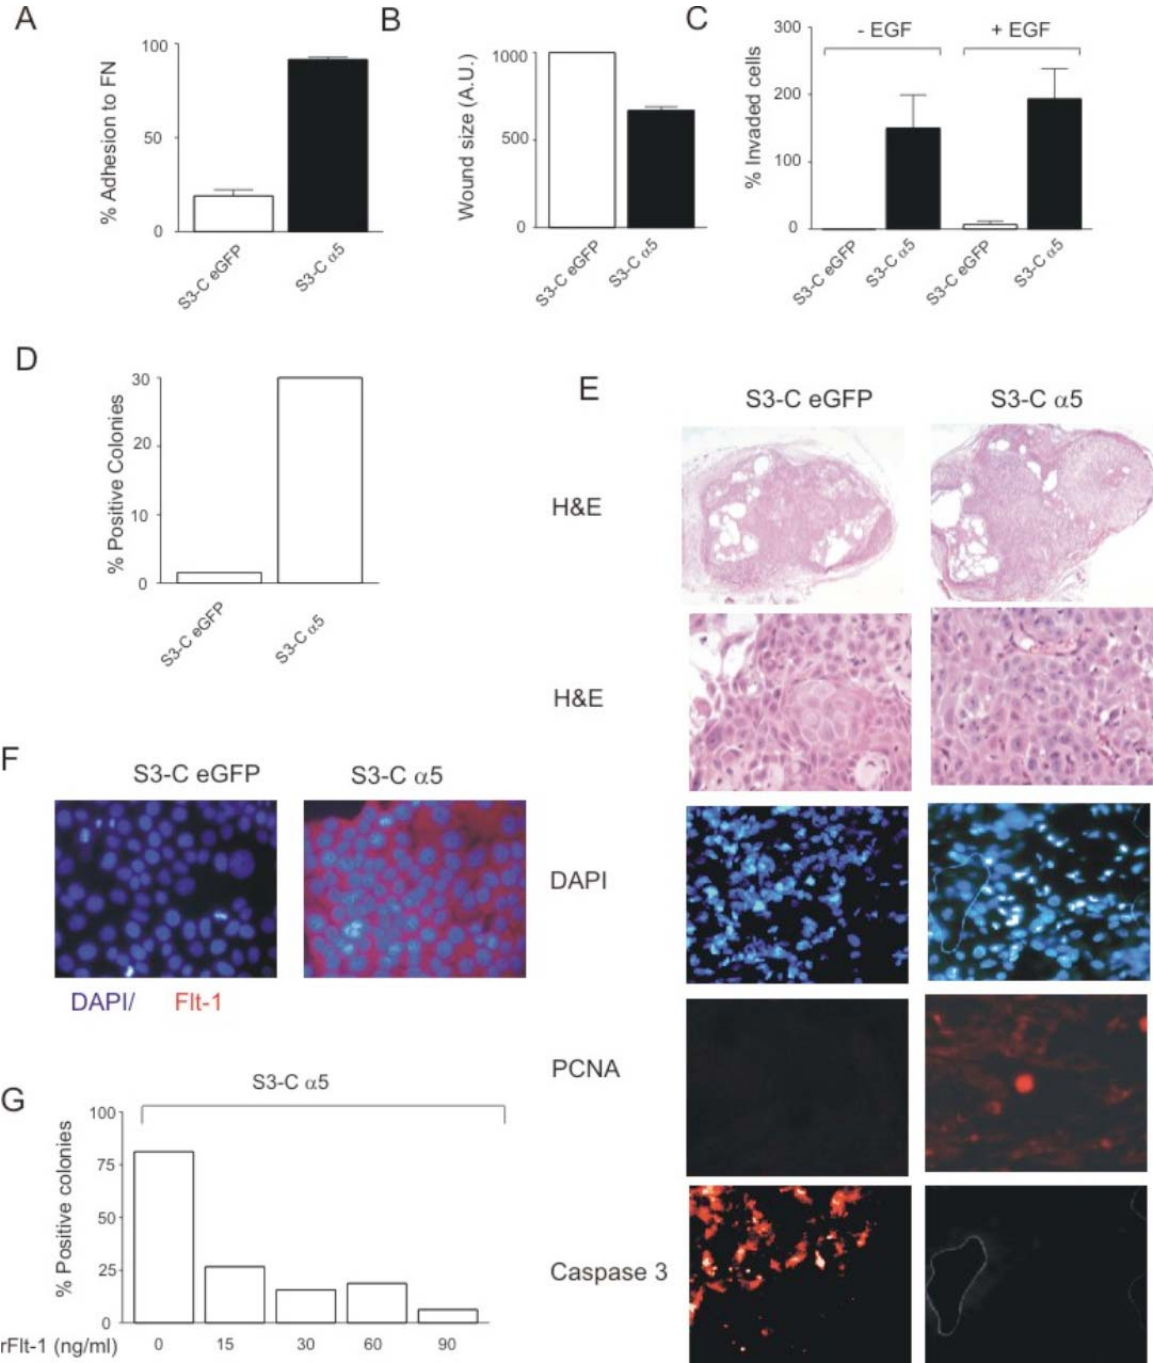 A
% Adhesion to FN
100
50
0
S3-C eGFP
S3-C α5
B
Wound size (A.U.)
1000
500
0
S3-C eGFP
S3-C α5
C
% Invaded cells
300
200
100
0
- EGF
+ EGF
S3-C eGFP
S3-C α5
S3-C eGFP
S3-C α5
D
% Positive Colonies
30
20
10
0
S3-C eGFP
S3-C α5
E
S3-C eGFP
S3-C α5
H&E
H&E
DAPI
PCNA
Caspase 3
F
S3-C eGFP
S3-C α5
DAPI/ Flt-1
G
S3-C α5
% Positive colonies
100
75
50
25
0
rFlt-1 (ng/ml) 0 15 30 60 90